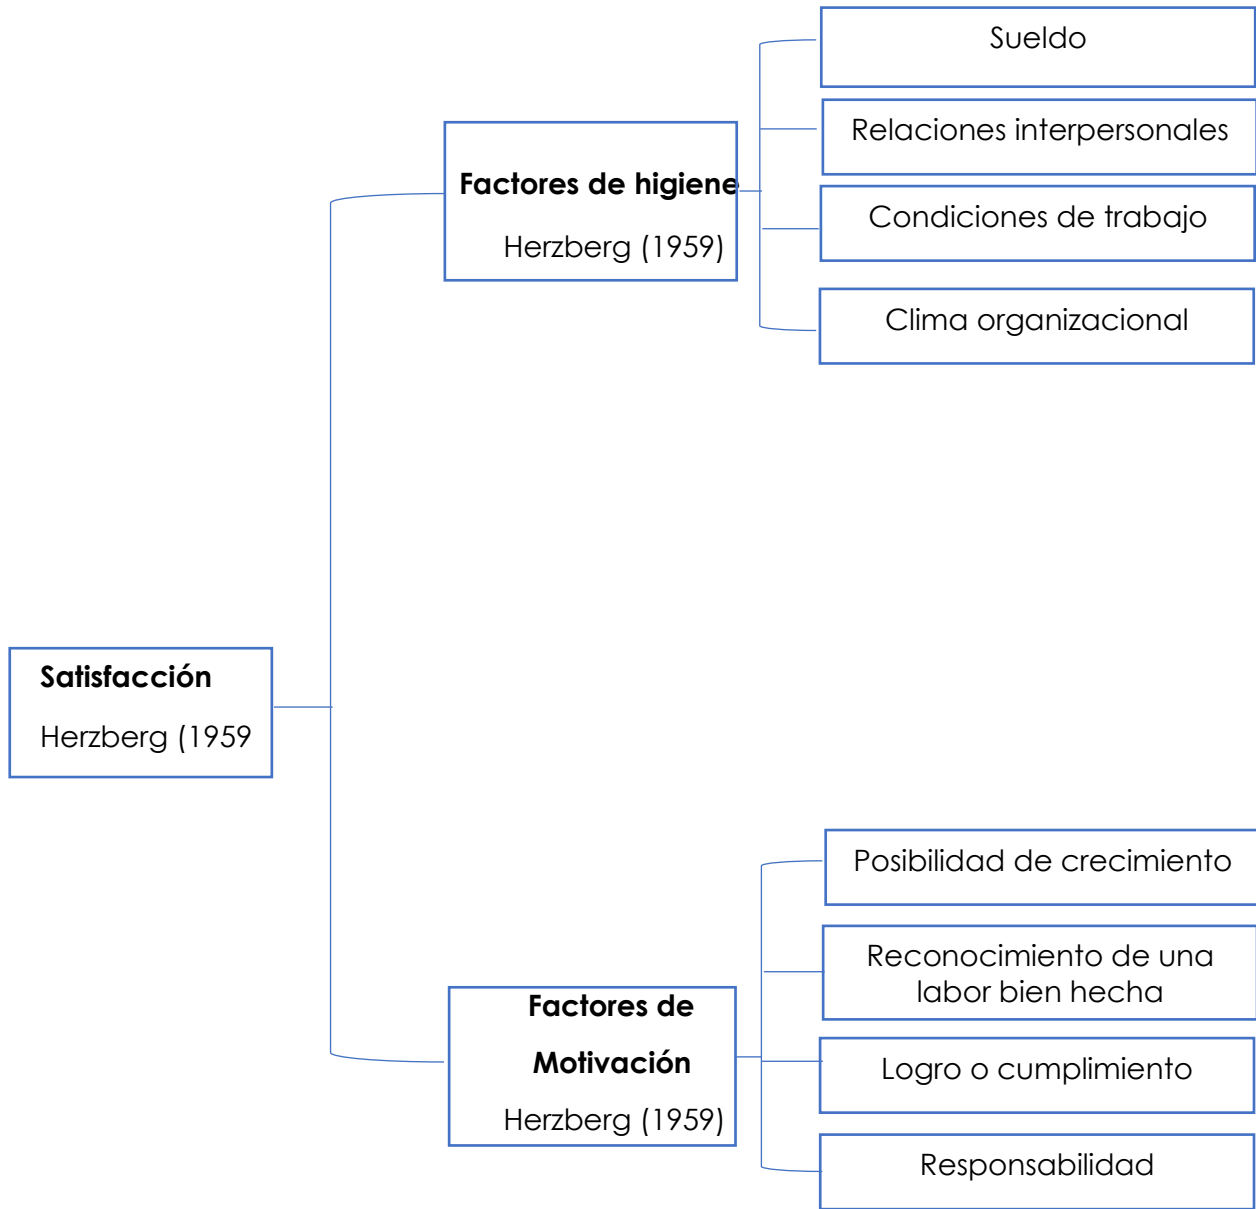 Sueldo
Relaciones interpersonales
Factores de higiene
Herzberg (1959)
Condiciones de trabajo
Clima organizacional
Satisfacción
Herzberg (1959
Posibilidad de crecimiento
Reconocimiento de una
labor bien hecha
Factores de
Motivación
Herzberg (1959)
Logro o cumplimiento
Responsabilidad